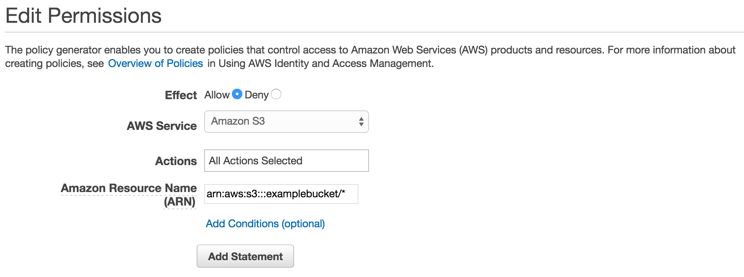 Edit Permissions
The policy generator enables you to create policies that control access to Amazon Web Services (AWS) products and resources. For more information about
creating policies, see Overview of Policies in Using AWS Identity and Access Management.
Effect Allow Deny
AWS Service Amazon S3
Actions All Actions Selected
Amazon Resource Name
(ARN) arn:aws:s3:::examplebucket/*
Add Conditions (optional)
Add Statement